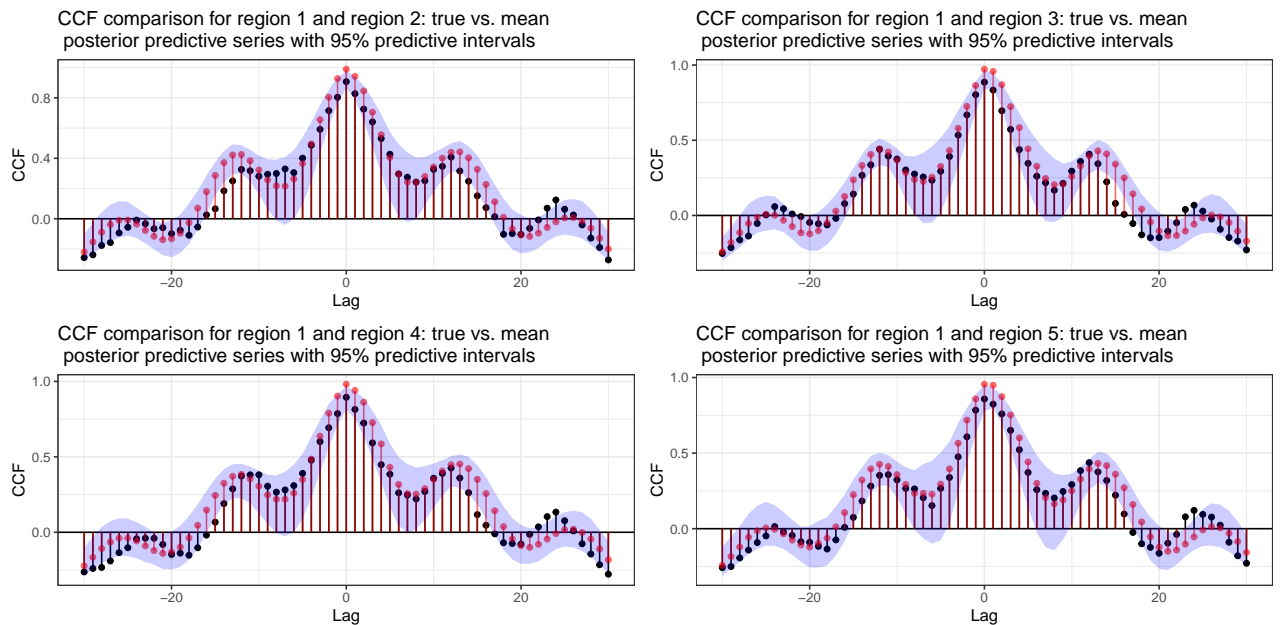 CCF comparison for region 1 and region 2: true vs. mean
posterior predictive series with 95% predictive intervals
CCF
0.8
0.4
0.0
−20
0
20
Lag
CCF comparison for region 1 and region 3: true vs. mean
posterior predictive series with 95% predictive intervals
CCF
1.0
0.5
0.0
−20
0
20
Lag
CCF comparison for region 1 and region 4: true vs. mean
posterior predictive series with 95% predictive intervals
CCF
1.0
0.5
0.0
−20
0
20
Lag
CCF comparison for region 1 and region 5: true vs. mean
posterior predictive series with 95% predictive intervals
CCF
1.0
0.5
0.0
−20
0
20
Lag